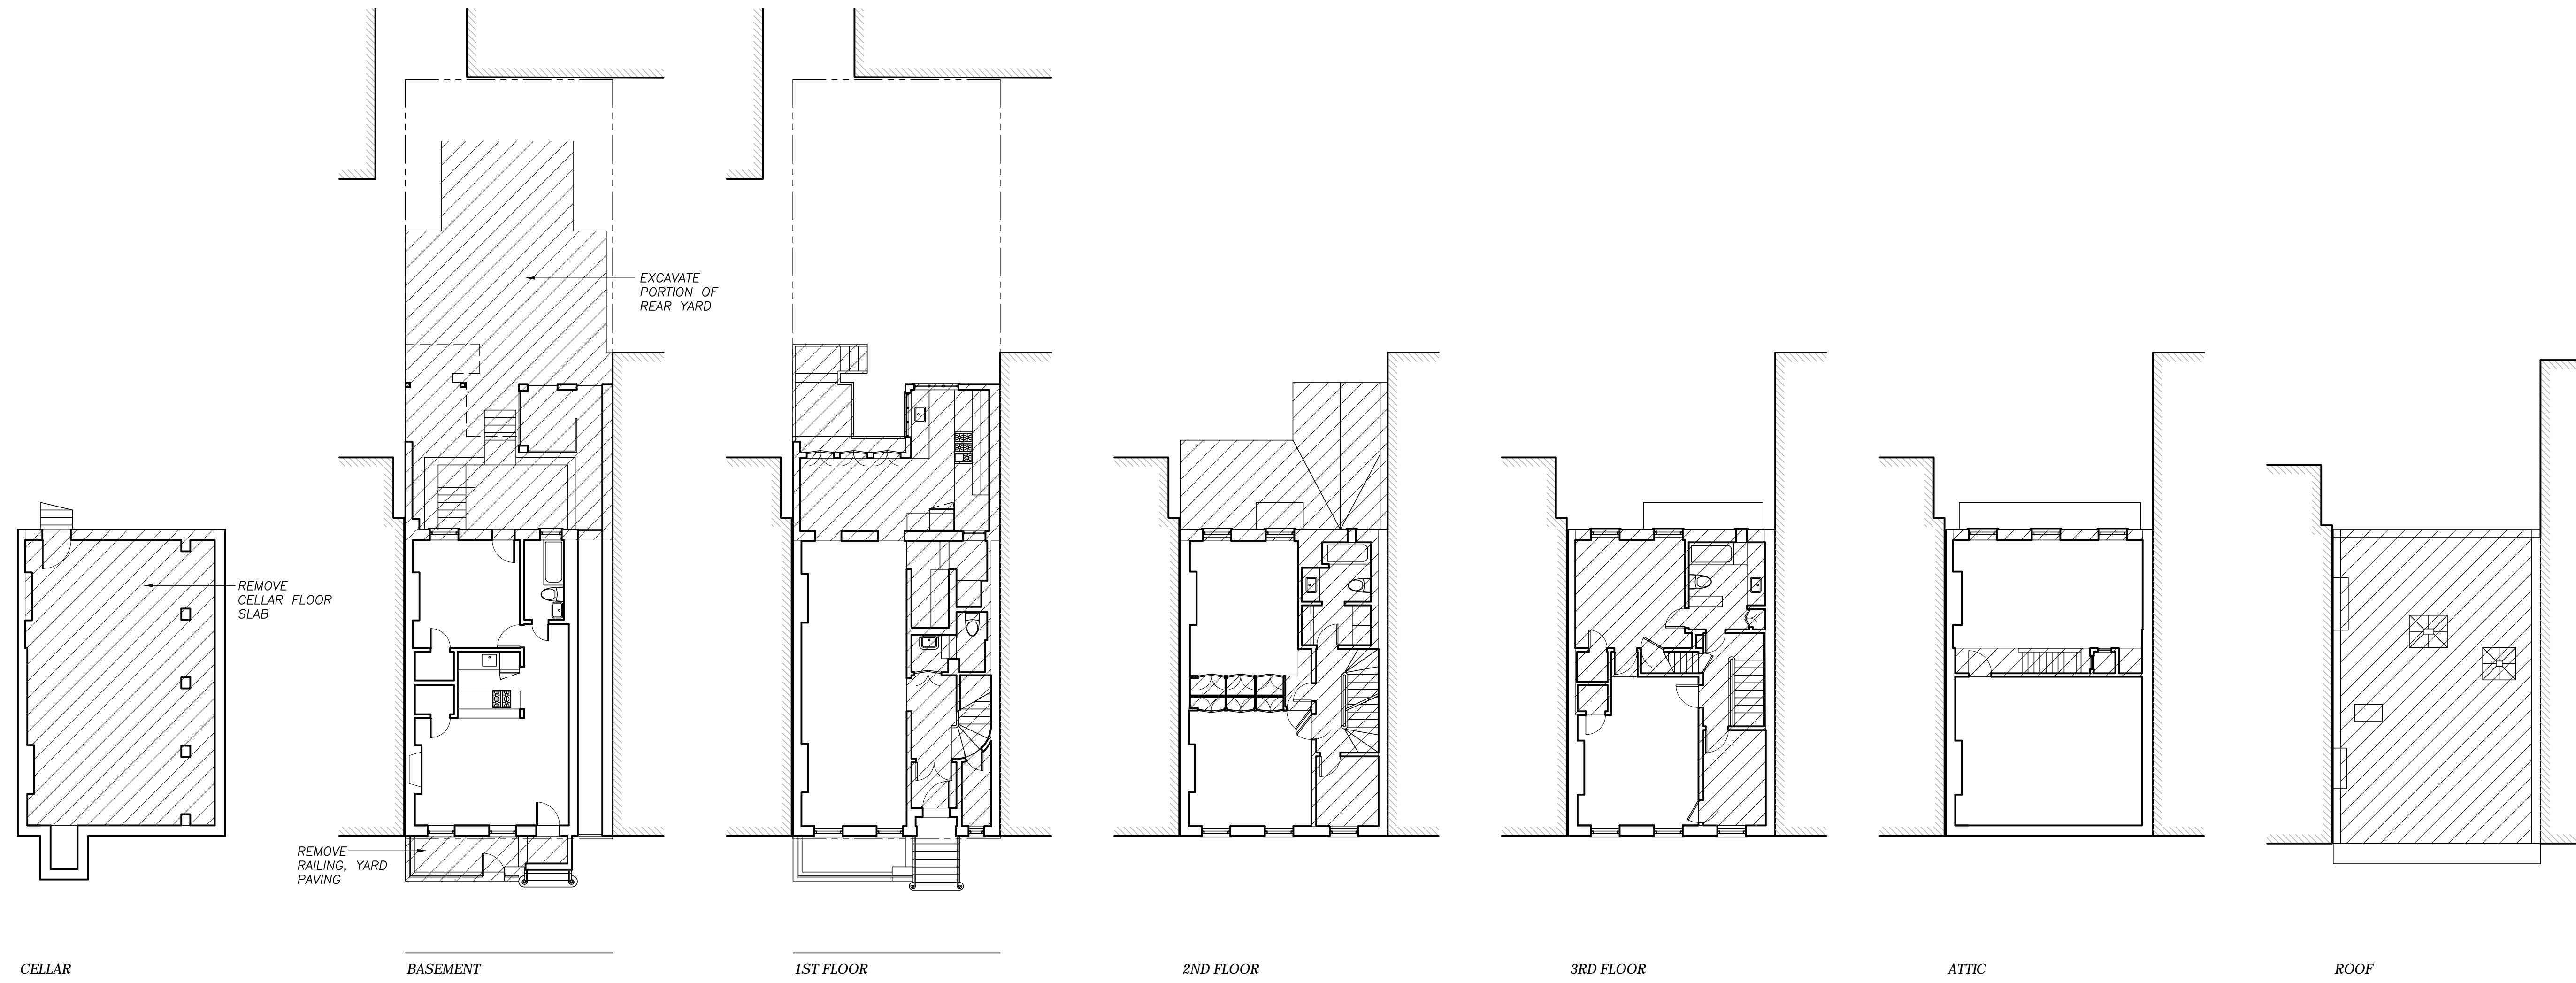 EXCAVATE
PORTION OF
REAR YARD
REMOVE
CELLAR FLOOR
SLAB
REMOVE
RAILING, YARD
PAVING
CELLAR
BASEMENT
1ST FLOOR
2ND FLOOR
3RD FLOOR
ATTIC
ROOF